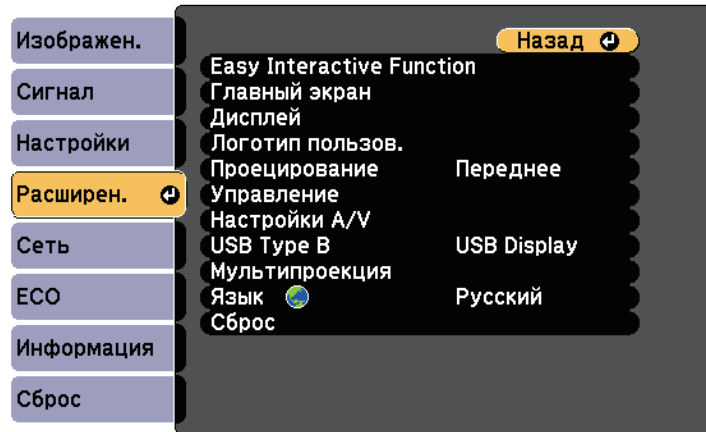 Изображен.
Сигнал
Настройки
Расширен.
Сеть
ECO
Информация
Сброс
Назад
Easy Interactive Function
Главный экран
Дисплей
Логотип пользов.
Проецирование Переднее
Управление
Настройки A/V
USB Type B USB Display
Мультипроекция
Язык Русский
Сброс